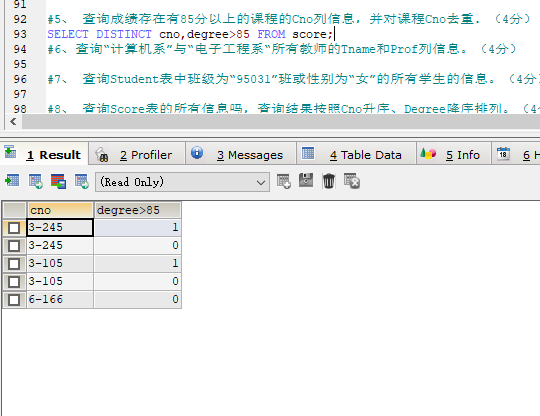 91
92 #5、 查询成绩存在有85分以上的课程的Cno列信息，并对课程Cno去重.（4分）
93 SELECT DISTINCT cno,degree>85 FROM score;
94 #6、查询“计算机系”与“电子工程系“所有教师的Tname和Prof列信息。（4分）
95
96 #7、 查询Student表中班级为“95031”班或性别为“女”的所有学生的信息。（4分
97
98 #8、 查询Score表的所有信息吗，查询结果按照Cno升序、Degree降序排列。（4
1 Result 2 Profiler 3 Messages 4 Table Data 5 Info 18 6 H
(Read Only)
cno degree>85
3-245 1
3-245 0
3-105 1
3-105 0
6-166 0